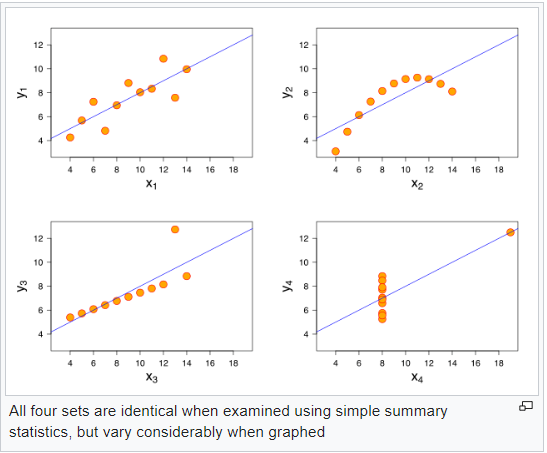 12
10
8
6
4
y1
4 6 8 10 12 14 16 18
x1
12
10
8
6
4
y2
4 6 8 10 12 14 16 18
x2
12
10
8
6
4
y3
4 6 8 10 12 14 16 18
x3
12
10
8
6
4
y4
4 6 8 10 12 14 16 18
x4
All four sets are identical when examined using simple summary
statistics, but vary considerably when graphed